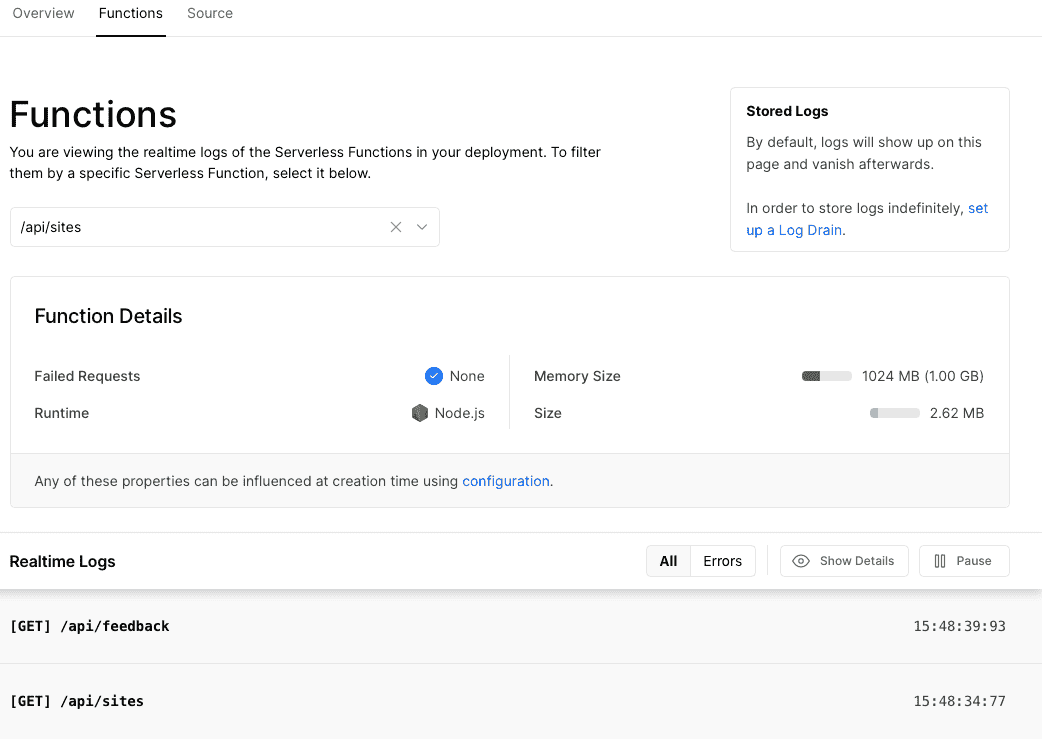 Overview Functions Source
Functions
You are viewing the realtime logs of the Serverless Functions in your deployment. To filter
them by a specific Serverless Function, select it below.
/api/sites
Stored Logs
By default, logs will show up on this
page and vanish afterwards.
In order to store logs indefinitely, set
up a Log Drain.
Function Details
Failed Requests None
Runtime Node.js
Memory Size 1024 MB (1.00 GB)
Size 2.62 MB
Any of these properties can be influenced at creation time using configuration.
Realtime Logs All Errors Show Details Pause
[GET] /api/feedback 15:48:39:93
[GET] /api/sites 15:48:34:77